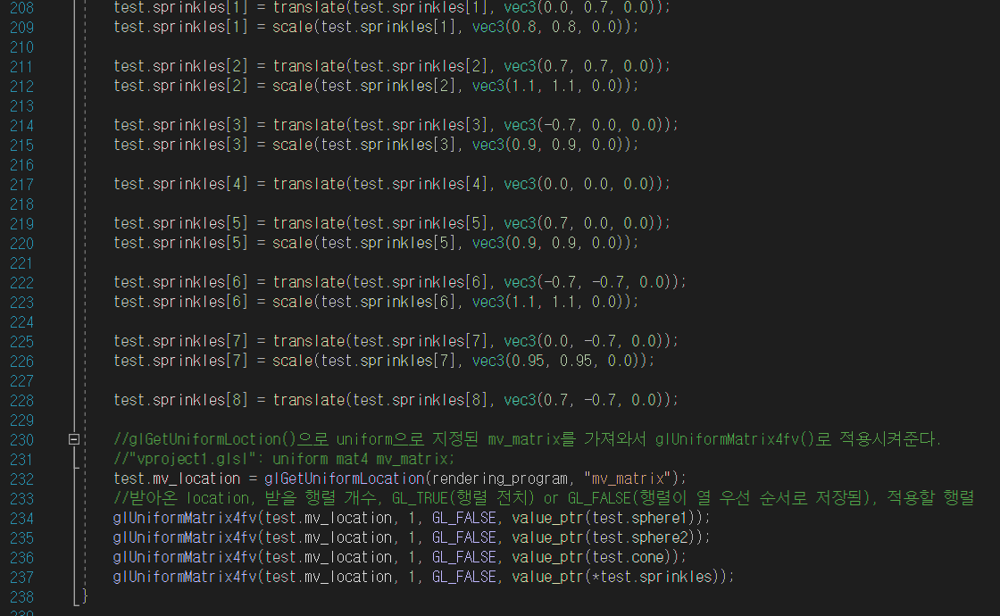 208 test.sprinkles[1] = translate(test.sprinkles[1], vec3(0.0, 0.7, 0.0));
209 test.sprinkles[1] = scale(test.sprinkles[1], vec3(0.8, 0.8, 0.0));
210
211 test.sprinkles[2] = translate(test.sprinkles[2], vec3(0.7, 0.7, 0.0));
212 test.sprinkles[2] = scale(test.sprinkles[2], vec3(1.1, 1.1, 0.0));
213
214 test.sprinkles[3] = translate(test.sprinkles[3], vec3(-0.7, 0.0, 0.0));
215 test.sprinkles[3] = scale(test.sprinkles[3], vec3(0.9, 0.9, 0.0));
216
217 test.sprinkles[4] = translate(test.sprinkles[4], vec3(0.0, 0.0, 0.0));
218
219 test.sprinkles[5] = translate(test.sprinkles[5], vec3(0.7, 0.0, 0.0));
220 test.sprinkles[5] = scale(test.sprinkles[5], vec3(0.9, 0.9, 0.0));
221
222 test.sprinkles[6] = translate(test.sprinkles[6], vec3(-0.7, -0.7, 0.0));
223 test.sprinkles[6] = scale(test.sprinkles[6], vec3(1.1, 1.1, 0.0));
224
225 test.sprinkles[7] = translate(test.sprinkles[7], vec3(0.0, -0.7, 0.0));
226 test.sprinkles[7] = scale(test.sprinkles[7], vec3(0.95, 0.95, 0.0));
227
228 test.sprinkles[8] = translate(test.sprinkles[8], vec3(0.7, -0.7, 0.0));
229
230 //glGetUniformLoction()으로 uniform으로 지정된 mv_matrix를 가져와서 glUniformMatrix4fv()로 적용시켜준다.
231 //"vproject1.glsl": uniform mat4 mv_matrix;
232 test.mv_location = glGetUniformLocation(rendering_program, "mv_matrix");
233 //받아온 location, 받을 행렬 개수, GL_TRUE(행렬 전치) or GL_FALSE(행렬이 열 우선 순서로 저장됨), 적용할 행렬
234 glUniformMatrix4fv(test.mv_location, 1, GL_FALSE, value_ptr(test.sphere1));
235 glUniformMatrix4fv(test.mv_location, 1, GL_FALSE, value_ptr(test.sphere2));
236 glUniformMatrix4fv(test.mv_location, 1, GL_FALSE, value_ptr(test.cone));
237 glUniformMatrix4fv(test.mv_location, 1, GL_FALSE, value_ptr(*test.sprinkles));
238 }